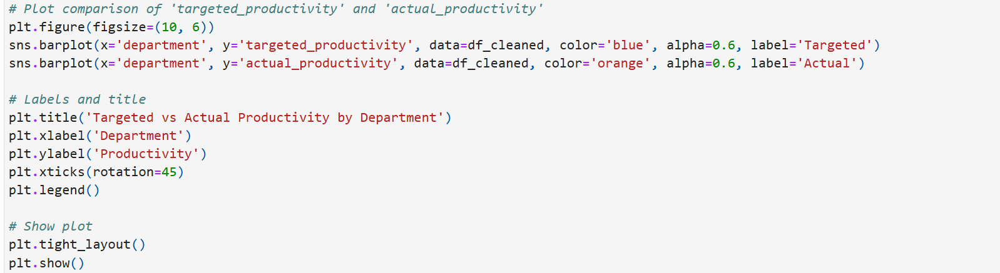 # Plot comparison of 'targeted_productivity' and 'actual_productivity'
plt.figure(figsize=(10, 6))
sns.barplot(x='department', y='targeted_productivity', data=df_cleaned, color='blue', alpha=0.6, label='Targeted')
sns.barplot(x='department', y='actual_productivity', data=df_cleaned, color='orange', alpha=0.6, label='Actual')
# Labels and title
plt.title('Targeted vs Actual Productivity by Department')
plt.xlabel('Department')
plt.ylabel('Productivity')
plt.xticks(rotation=45)
plt.legend()
# Show plot
plt.tight_layout()
plt.show()